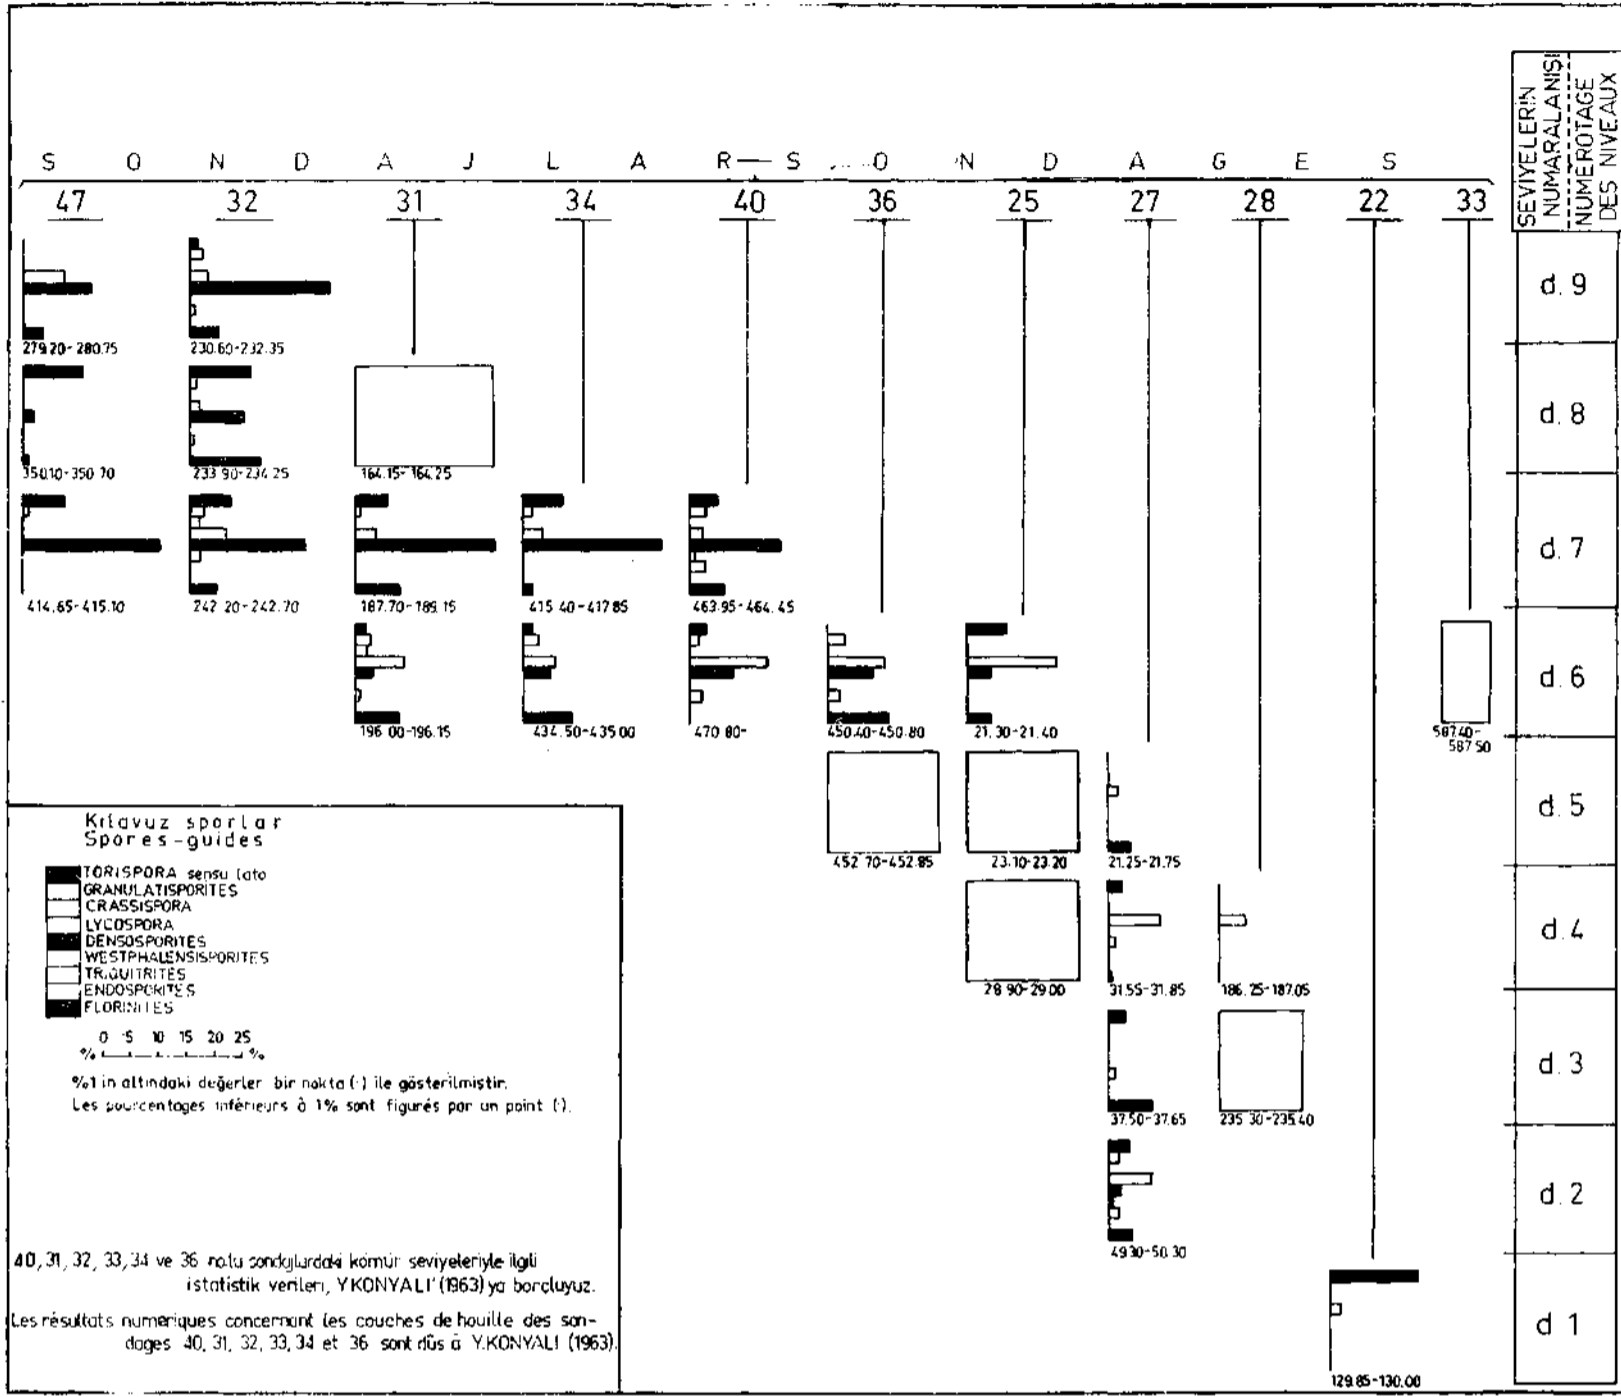 S O N D A J L A R — S O N D A G E S
SEVIYELERIN
NUMARALANIŞI
NUMEROTAGE
DES NIVEAUX
47 32 31 34 40 36 25 27 28 22 33
d. 9
279.20-280.75 230.60-232.35
d. 8
350.10-350.70 233.90-234.25 164.15-164.25
d. 7
414.65-415.10 242.20-242.70 187.70-189.15 415.40-417.85 463.95-464.45
d. 6
196.00-196.15 434.50-435.00 470.80- 450.40-450.80 21.30-21.40 587.40-
587.50
d. 5
452.70-452.85 23.10-23.20 21.25-21.75
d. 4
28.90-29.00 31.55-31.85 186.25-187.05
d. 3
37.50-37.65 235.30-235.40
d. 2
49.30-50.30
d 1
129.85-130.00
Kılavuz sporlar
Spores-guides
TORISPORA sensu lato
GRANULATISPORITES
CRASSISPORA
LYCOSPORA
DENSOSPORITES
WESTPHALENSISPORITES
TRIQUITRITES
ENDOSPORITES
FLORINITES
0 5 10 15 20 25
% %
%1 in altındaki değerler bir nokta (·) ile gösterilmiştir.
Les pourcentages inférieurs à 1% sont figurés par un point (·).
40, 31, 32, 33, 34 ve 36 nolu sondajlardaki kömür seviyeleriyle ilgili
istatistik verileri, Y.KONYALI' (1963) ya borçluyuz.
Les résultats numeriques concernant les couches de houille des son-
dages 40, 31, 32, 33, 34 et 36 sont dûs à Y.KONYALI (1963).